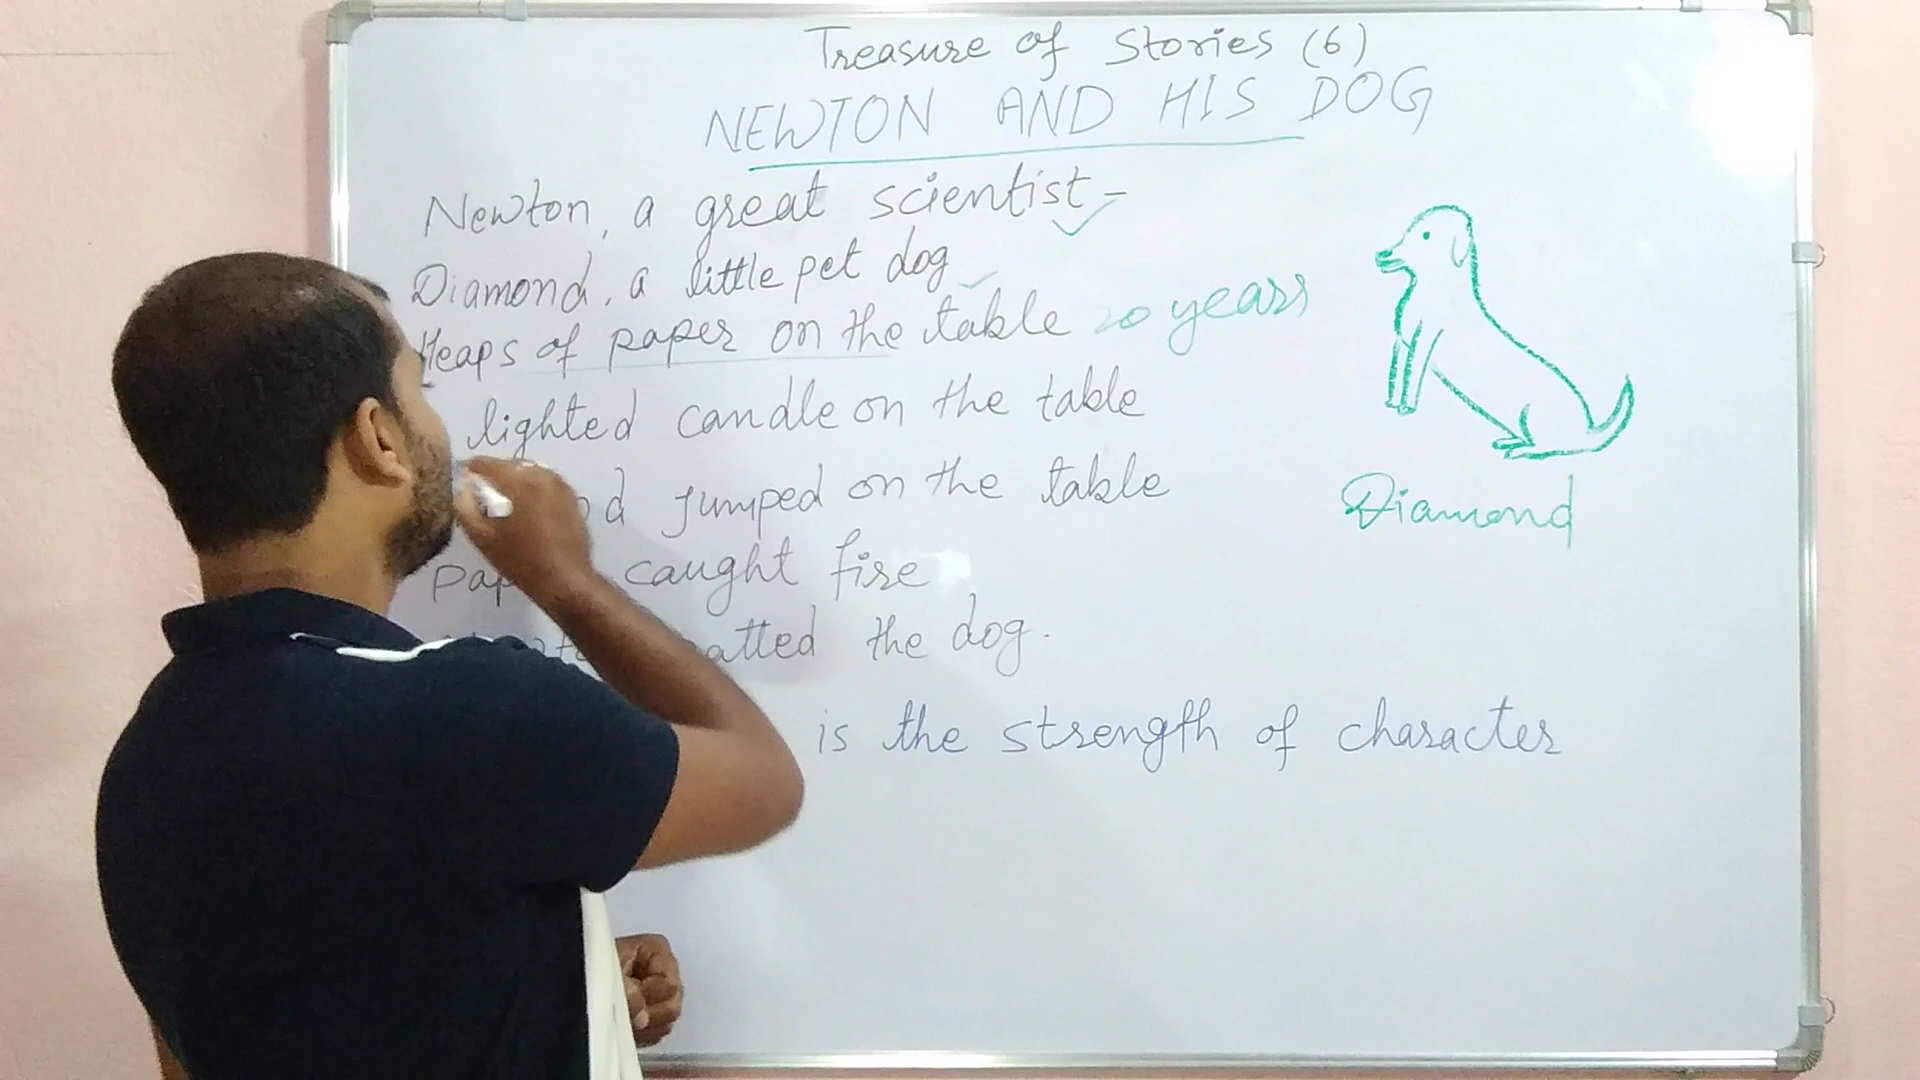 Treasure of Stories (6)
NEWTON AND HIS DOG
Newton, a great scientist -
Diamond, a little pet dog
Heaps of paper on the table 20 years
lighted candle on the table
jumped on the table
caught fire
the dog.
is the strength of character
Diamond